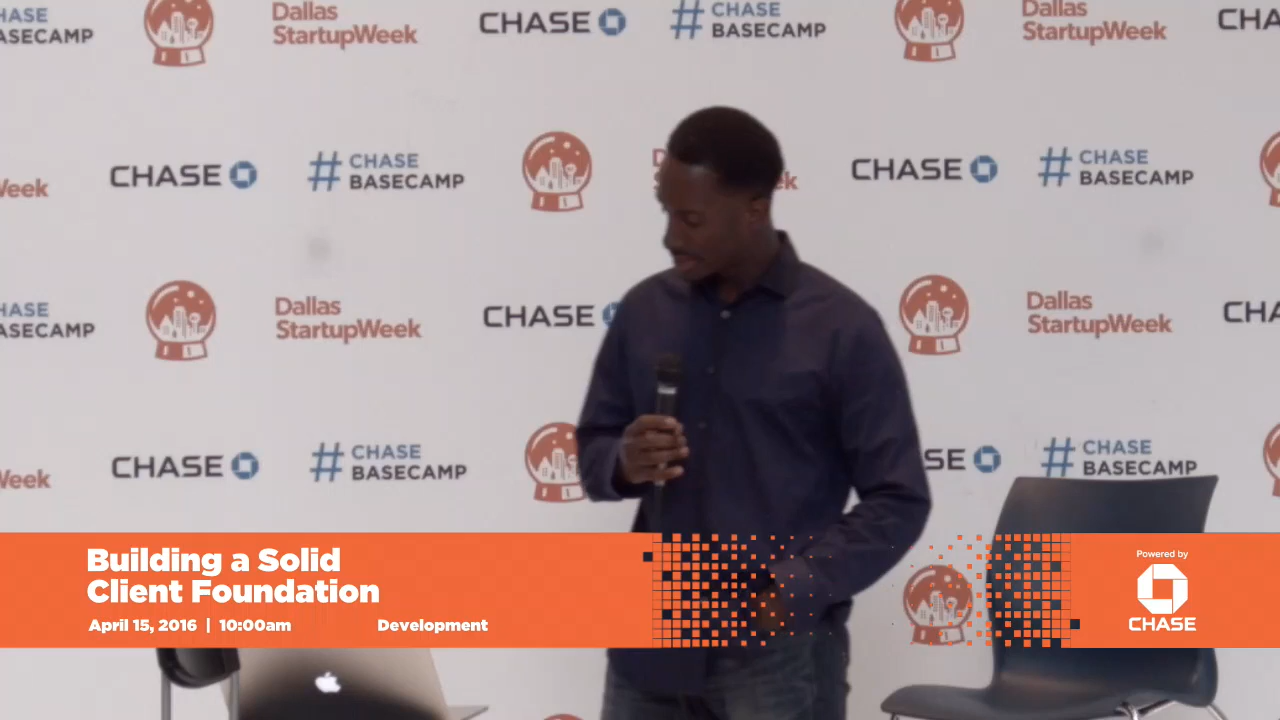 HASE
BASECAMP
Dallas
StartupWeek
CHASE
# CHASE
BASECAMP
Dallas
StartupWeek
CHA
Week
CHASE
# CHASE
BASECAMP
D
k
CHASE
# CHASE
BASECAMP
HASE
ASECAMP
Dallas
StartupWeek
CHASE
Dallas
StartupWeek
CHA
Week
CHASE
# CHASE
BASECAMP
SE
# CHASE
BASECAMP
Building a Solid
Client Foundation
April 15, 2016 | 10:00am
Development
Powered by
CHASE